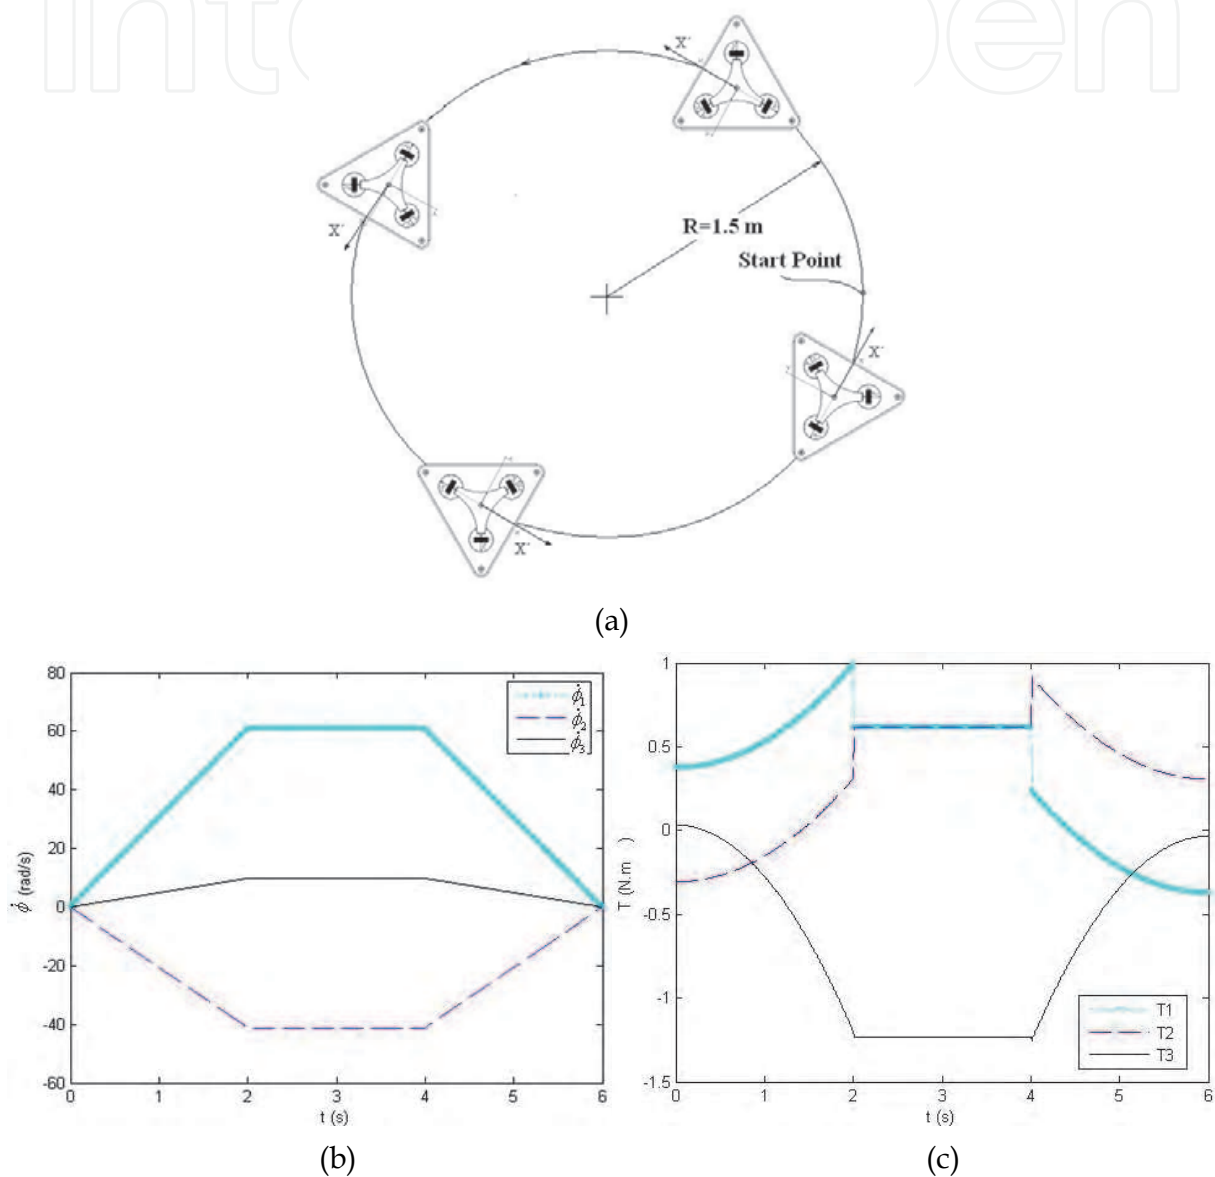 X'
R=1.5 m
Start Point
X'
X'
X'
(a)
80
60
40
20
0
-20
-40
-60
0
1
2
3
4
5
6
t (s)
φ̇ (rad/s)
φ̇1
φ̇2
φ̇3
(b)
1
0.5
0
-0.5
-1
-1.5
0
1
2
3
4
5
6
t (s)
T (N.m )
T1
T2
T3
(c)